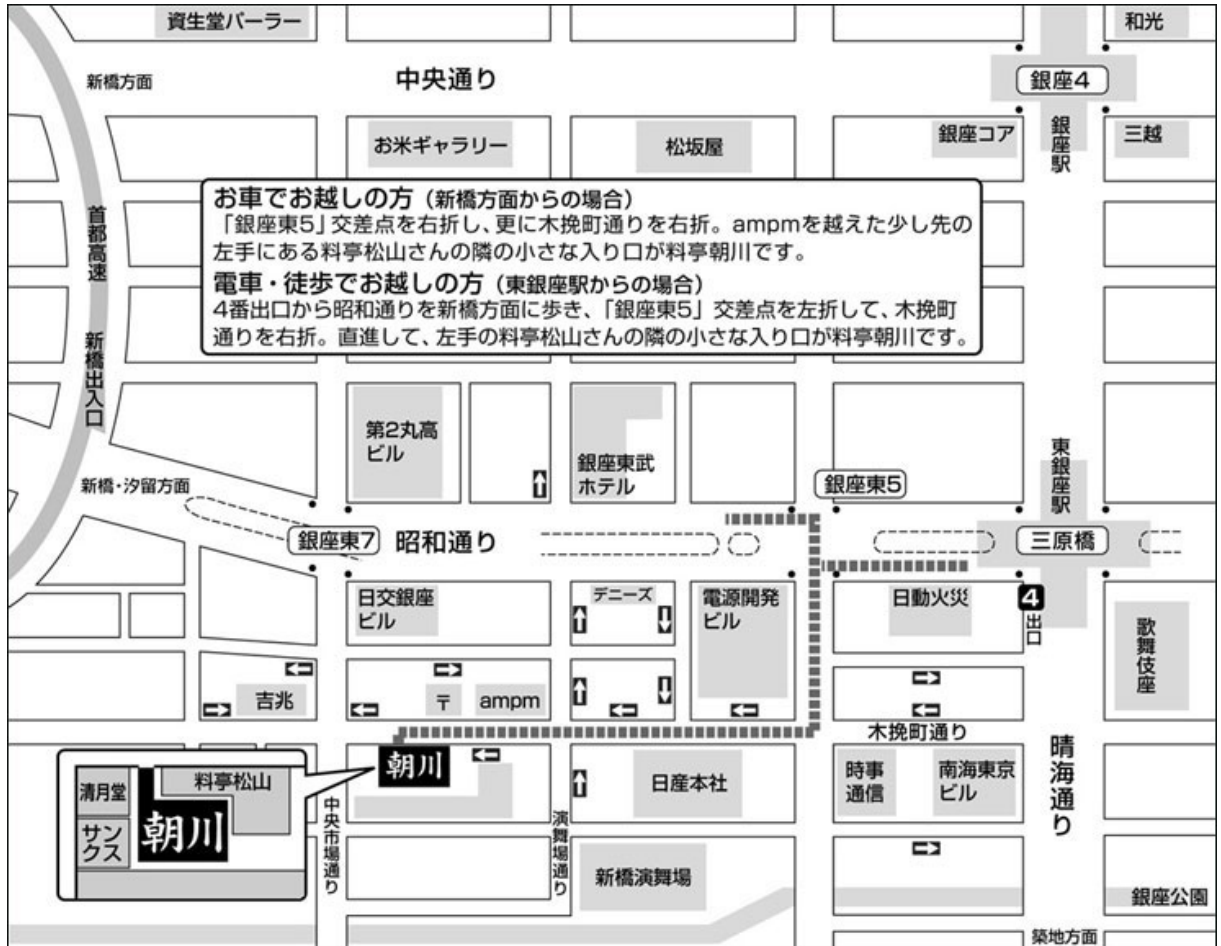 資生堂パーラー
和光
新橋方面
中央通り
銀座4
お米ギャラリー
松坂屋
銀座コア
銀座駅
三越
お車でお越しの方（新橋方面からの場合）
「銀座東5」交差点を右折し、更に木挽町通りを右折。ampmを越えた少し先の
左手にある料亭松山さんの隣の小さな入り口が料亭朝川です。
電車・徒歩でお越しの方（東銀座駅からの場合）
4番出口から昭和通りを新橋方面に歩き、「銀座東5」交差点を左折して、木挽町
通りを右折。直進して、左手の料亭松山さんの隣の小さな入り口が料亭朝川です。
首都高速
新橋出入口
第2丸高
ビル
銀座東武
ホテル
東銀座駅
新橋・汐留方面
銀座東5
銀座東7
昭和通り
三原橋
日交銀座
ビル
デニーズ
電源開発
ビル
日動火災
4
出口
歌舞伎座
吉兆
〒
ampm
木挽町通り
朝川
日産本社
時事
通信
南海東京
ビル
晴海通り
清月堂
料亭松山
サン
クス
朝川
中央市場通り
演舞場通り
新橋演舞場
銀座公園
築地方面